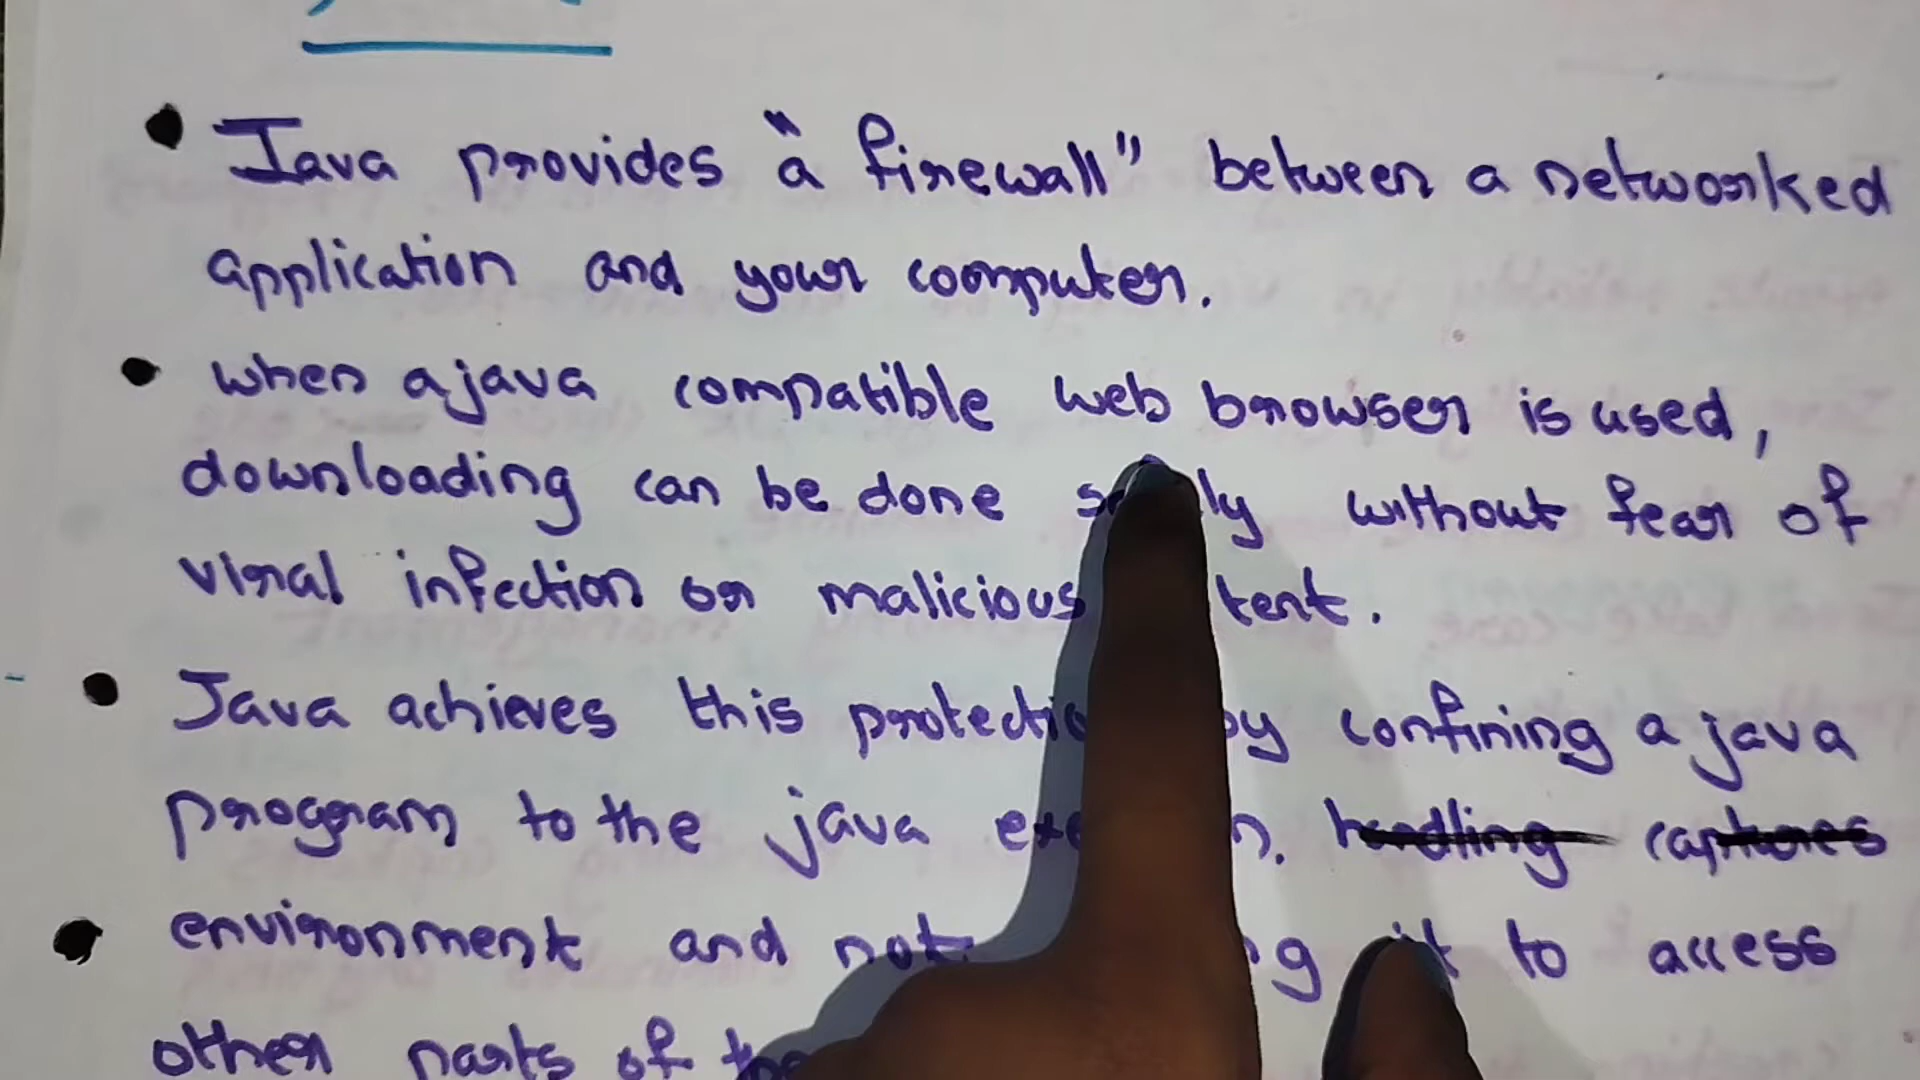 Java provides "a firewall" between a networked
application and your computer.
when a java compatible web browser is used,
downloading can be done without fear of
viral infection or malicious
Java achieves this by confining a java
program to the java
environment and not it to access
other parts of